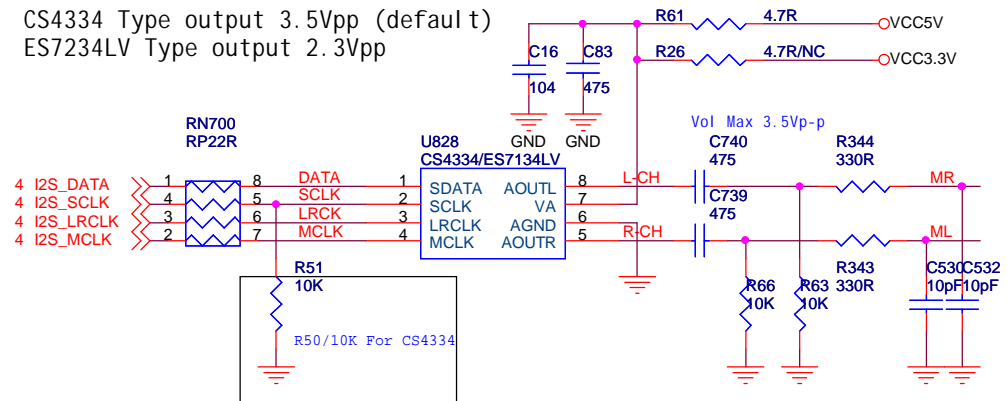 CS4334 Type output 3.5Vpp (default)
ES7234LV Type output 2.3Vpp
R61 4.7R VCC5V
R26 4.7R/NC VCC3.3V
C16 C83
104 475
GND GND
RN700
RP22R
U828
CS4334/ES7134LV
Vol Max 3.5Vp-p
C740
475
R344
330R
4 I2S_DATA 1 8 DATA 1 SDATA AOUTL 8 L-CH MR
4 I2S_SCLK 4 5 SCLK 2 SCLK VA 7
C739
475
4 I2S_LRCLK 3 6 LRCK 3 LRCLK AGND 6
4 I2S_MCLK 2 7 MCLK 4 MCLK AOUTR 5 R-CH ML
R51
10K
R66
10K
R63
10K
R343
330R
C530
10pF
C532
10pF
R50/10K For CS4334